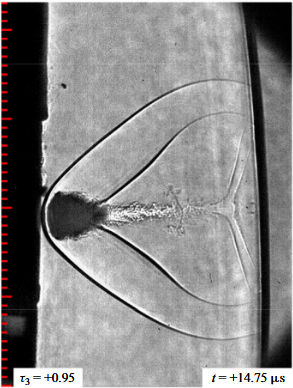 τ₃ = +0.95
t = +14.75 μs